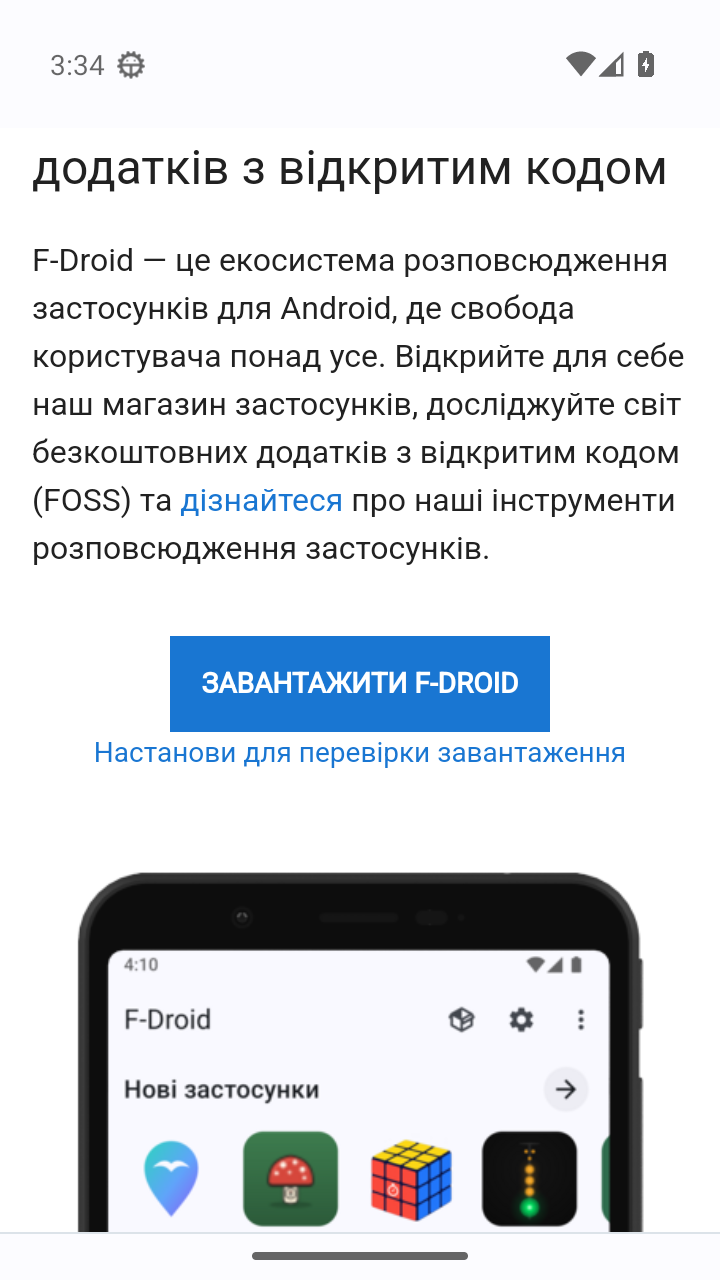 3:34
додатків з відкритим кодом
F-Droid — це екосистема розповсюдження
застосунків для Android, де свобода
користувача понад усе. Відкрийте для себе
наш магазин застосунків, досліджуйте світ
безкоштовних додатків з відкритим кодом
(FOSS) та дізнайтеся про наші інструменти
розповсюдження застосунків.
ЗАВАНТАЖИТИ F-DROID
Настанови для перевірки завантаження
4:10
F-Droid
Нові застосунки